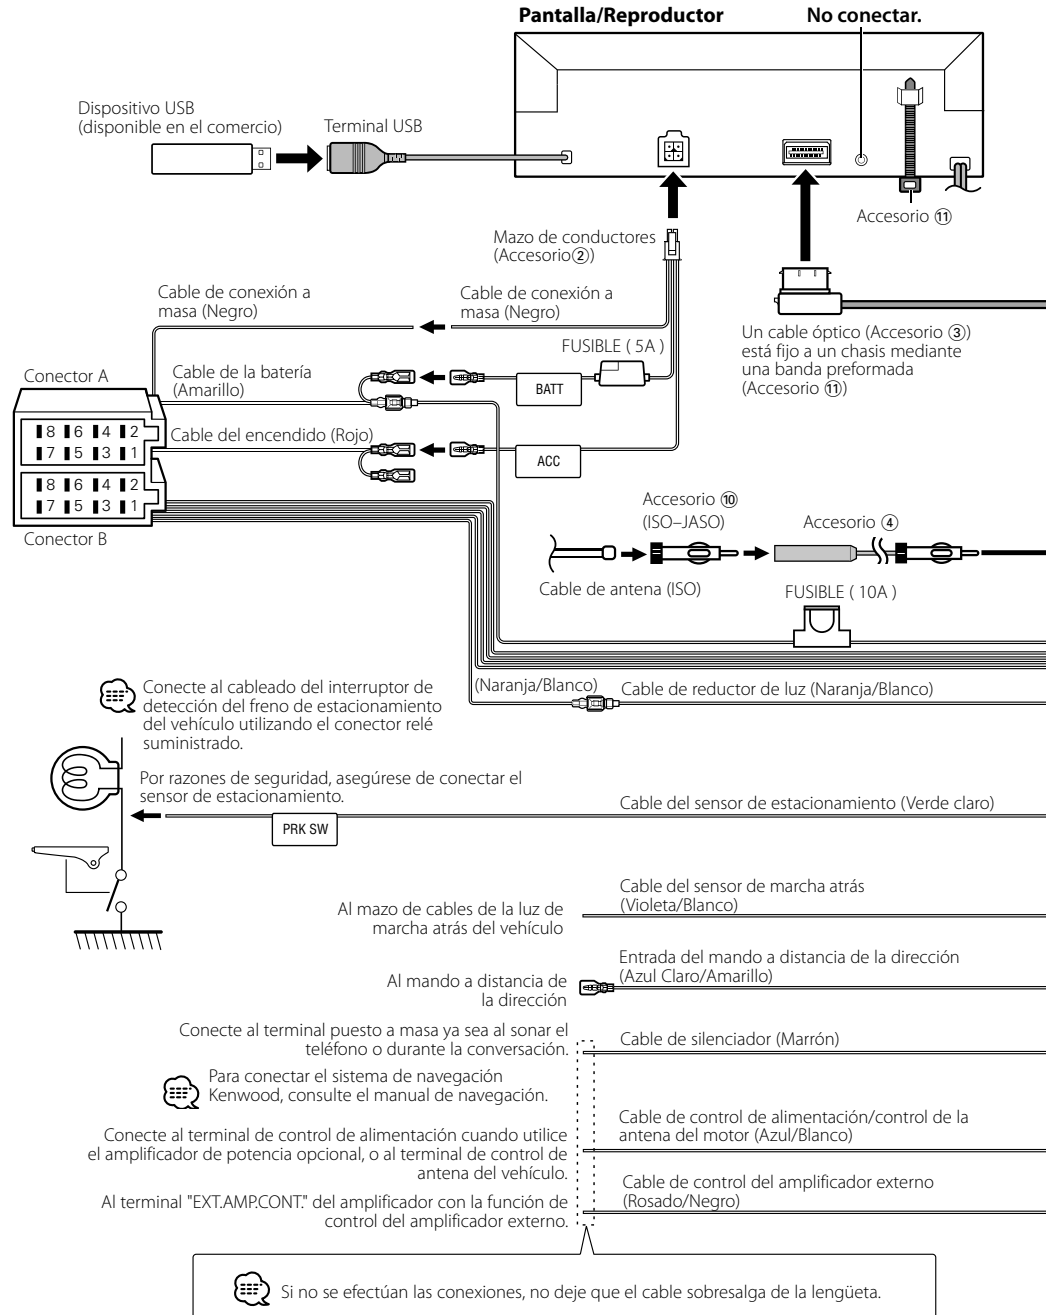 Pantalla/Reproductor
No conectar.
Dispositivo USB
(disponible en el comercio)
Terminal USB
Accesorio ⑪
Mazo de conductores
(Accesorio②)
Cable de conexión a
masa (Negro)
Cable de conexión a
masa (Negro)
Un cable óptico (Accesorio ③)
está fijo a un chasis mediante
una banda preformada
(Accesorio ⑪)
FUSIBLE ( 5A )
Conector A
Cable de la batería
(Amarillo)
BATT
8 6 4 2
7 5 3 1
Cable del encendido (Rojo)
ACC
8 6 4 2
7 5 3 1
Conector B
Accesorio ⑩
(ISO–JASO)
Accesorio ④
Cable de antena (ISO)
FUSIBLE ( 10A )
(Naranja/Blanco)
Cable de reductor de luz (Naranja/Blanco)
Conecte al cableado del interruptor de
detección del freno de estacionamiento
del vehículo utilizando el conector relé
suministrado.
Por razones de seguridad, asegúrese de conectar el
sensor de estacionamiento.
PRK SW
Cable del sensor de estacionamiento (Verde claro)
Al mazo de cables de la luz de
marcha atrás del vehículo
Cable del sensor de marcha atrás
(Violeta/Blanco)
Al mando a distancia de
la dirección
Entrada del mando a distancia de la dirección
(Azul Claro/Amarillo)
Conecte al terminal puesto a masa ya sea al sonar el
teléfono o durante la conversación.
Cable de silenciador (Marrón)
Para conectar el sistema de navegación
Kenwood, consulte el manual de navegación.
Conecte al terminal de control de alimentación cuando utilice
el amplificador de potencia opcional, o al terminal de control de
antena del vehículo.
Cable de control de alimentación/control de la
antena del motor (Azul/Blanco)
Al terminal "EXT.AMP.CONT." del amplificador con la función de
control del amplificador externo.
Cable de control del amplificador externo
(Rosado/Negro)
Si no se efectúan las conexiones, no deje que el cable sobresalga de la lengüeta.